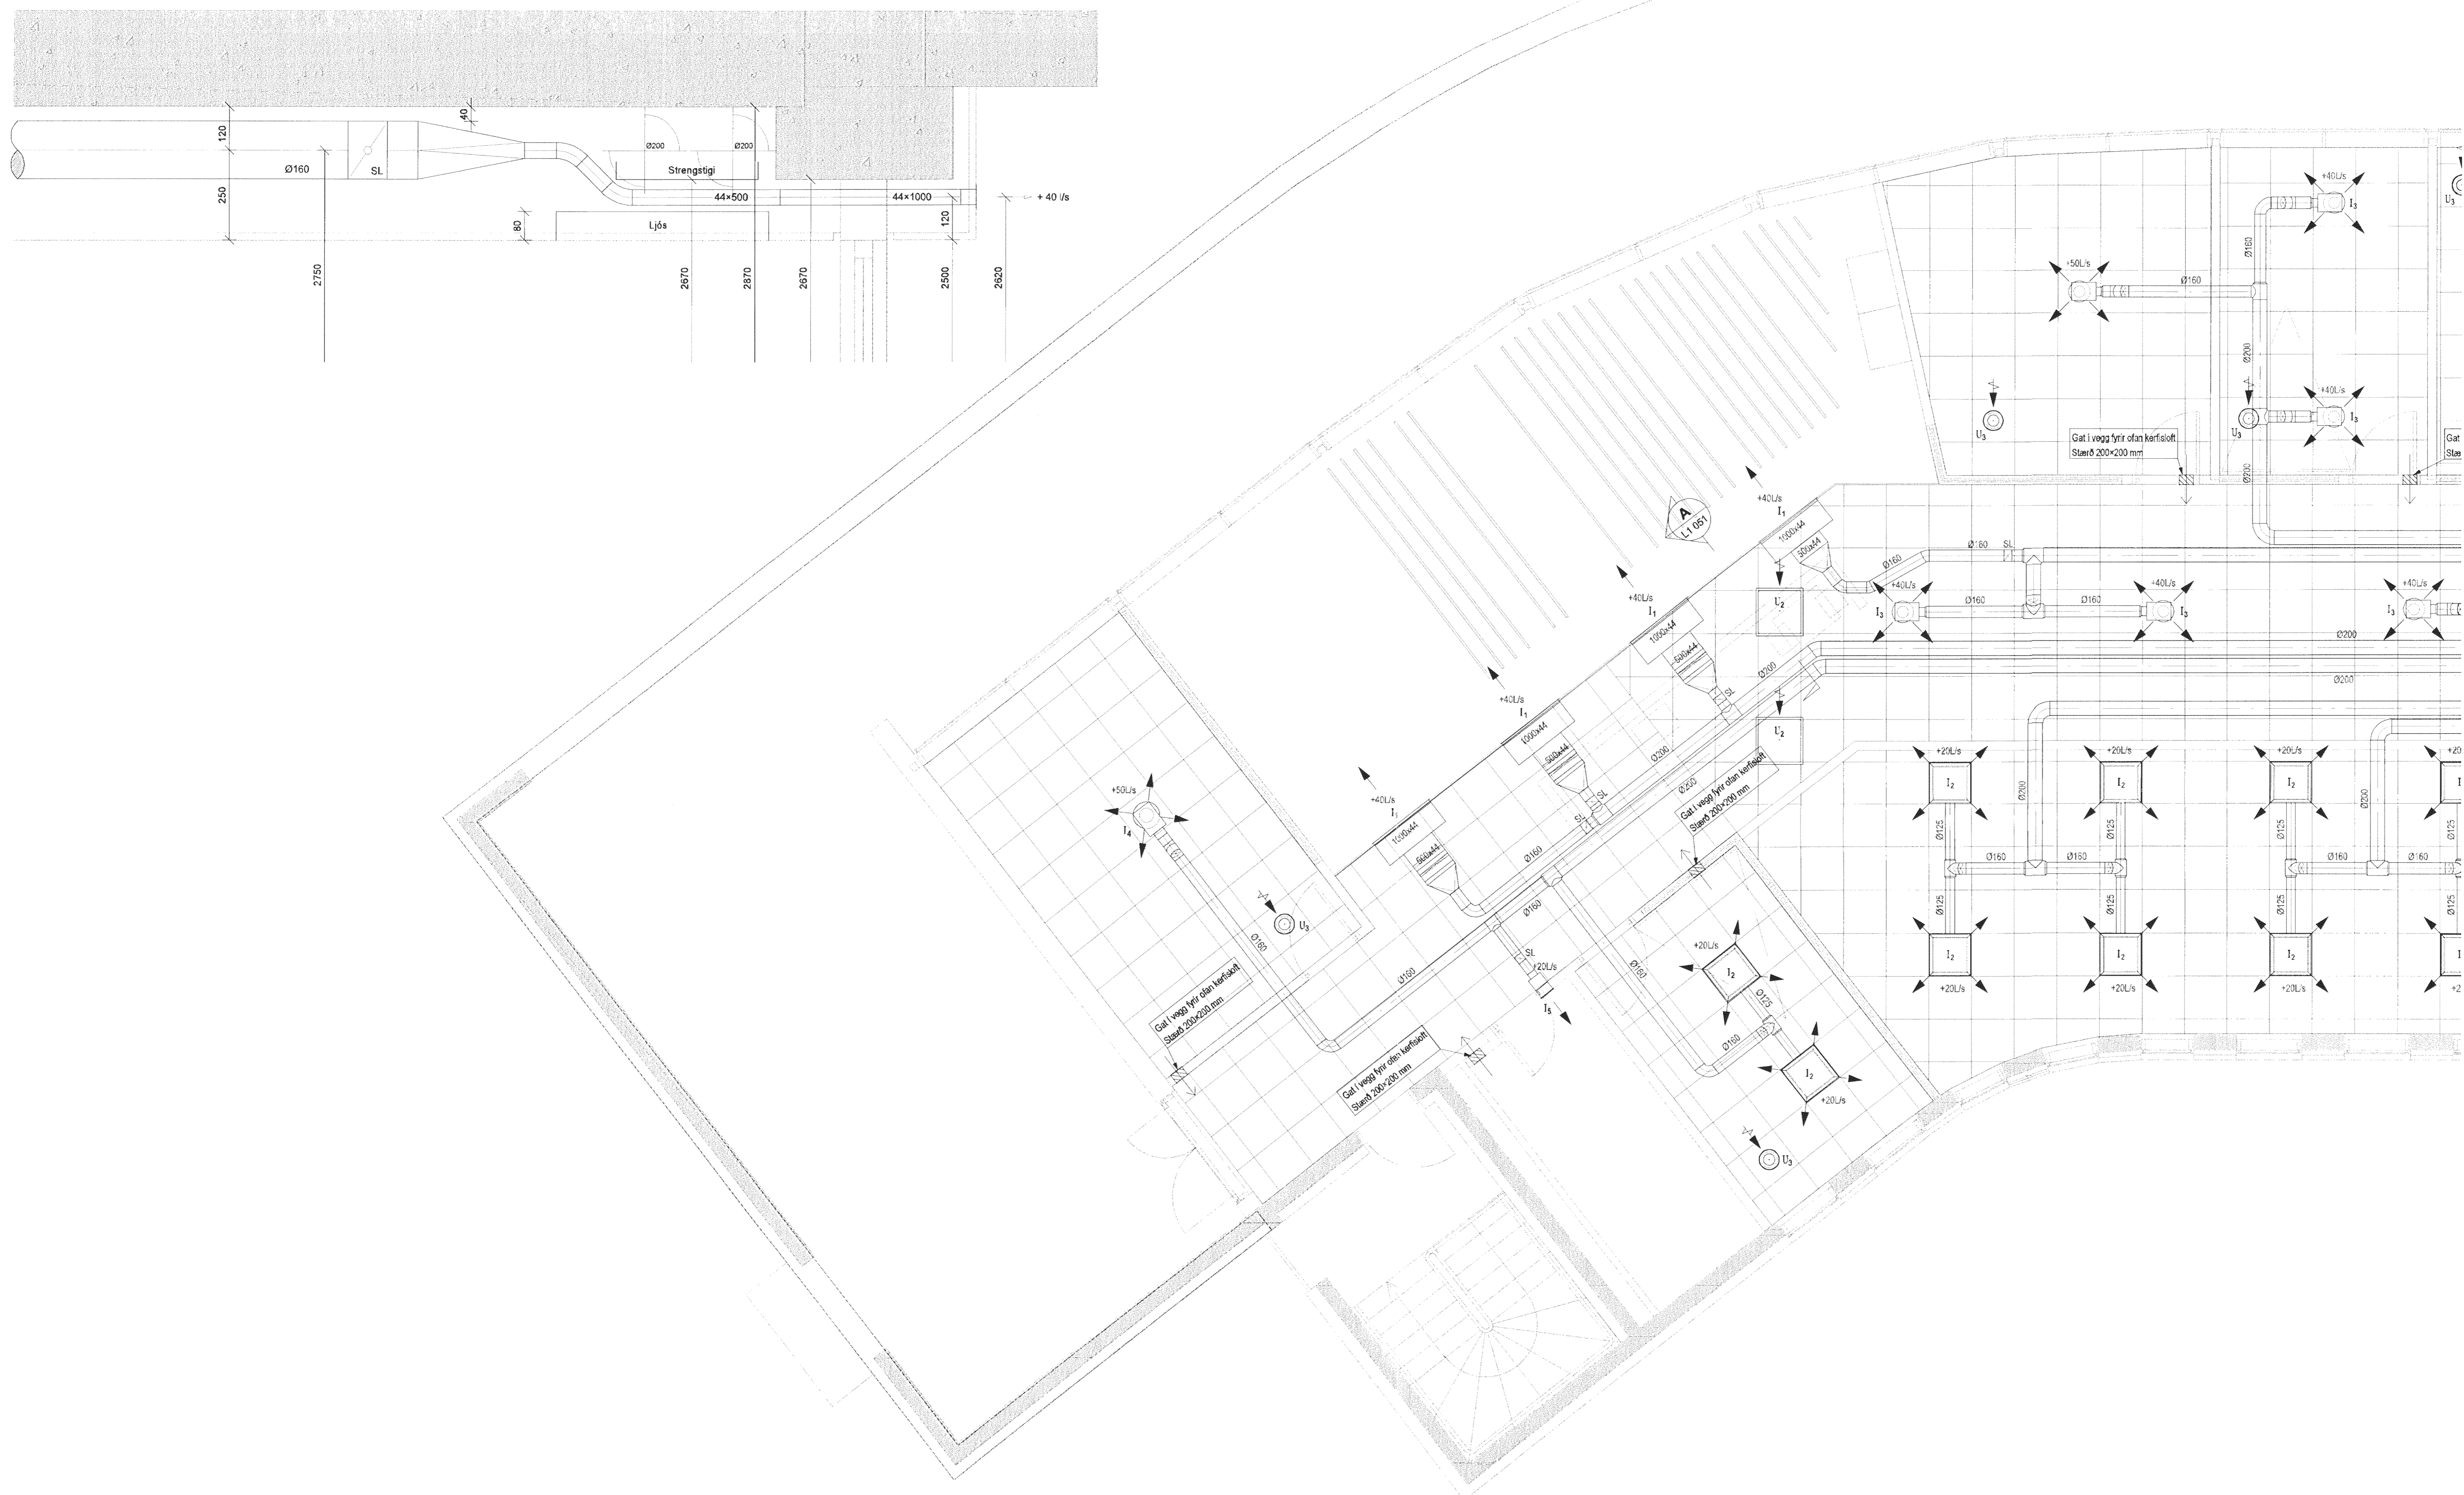 40
120
250
2750
Ø160
SL
Ø200
Ø200
Strengstigi
44×500
44×1000
+ 40 l/s
80
Ljós
120
2670
2870
2670
2500
2620
+40L/s
I3
U3
Ø160
+50L/s
Ø160
Ø200
+40L/s
I3
U3
U3
Gat í vegg fyrir ofan kerfisloft
Stærð 200×200 mm
Gat
Stæ
Ø200
+40L/s
I1
A
L1 051
1000x44
500x44
Ø160
Ø160
SL
+40L/s
I3
Ø160
Ø160
+40L/s
I3
+40L/s
I3
U2
+40L/s
I1
1000x44
500x44
SL
Ø200
Ø200
Ø200
U2
+40L/s
I1
1000x44
500x44
SL
SL
Ø200
Ø200
Gat í vegg fyrir ofan kerfisloft
Stærð 200×200 mm
+40L/s
I1
1000x44
500x44
Ø160
Ø160
+50L/s
I4
Ø160
U3
Ø160
SL
+20L/s
I5
Gat í vegg fyrir ofan kerfisloft
Stærð 200×200 mm
Gat í vegg fyrir ofan kerfisloft
Stærð 200×200 mm
Ø160
+20L/s
I2
Ø125
Ø160
I2
+20L/s
U3
+20L/s
+20L/s
+20L/s
+20
I2
I2
I2
Ø200
Ø200
Ø125
Ø125
Ø125
Ø125
Ø160
Ø160
Ø160
Ø160
Ø125
Ø125
Ø125
Ø125
I2
I2
I2
+20L/s
+20L/s
+20L/s
+2